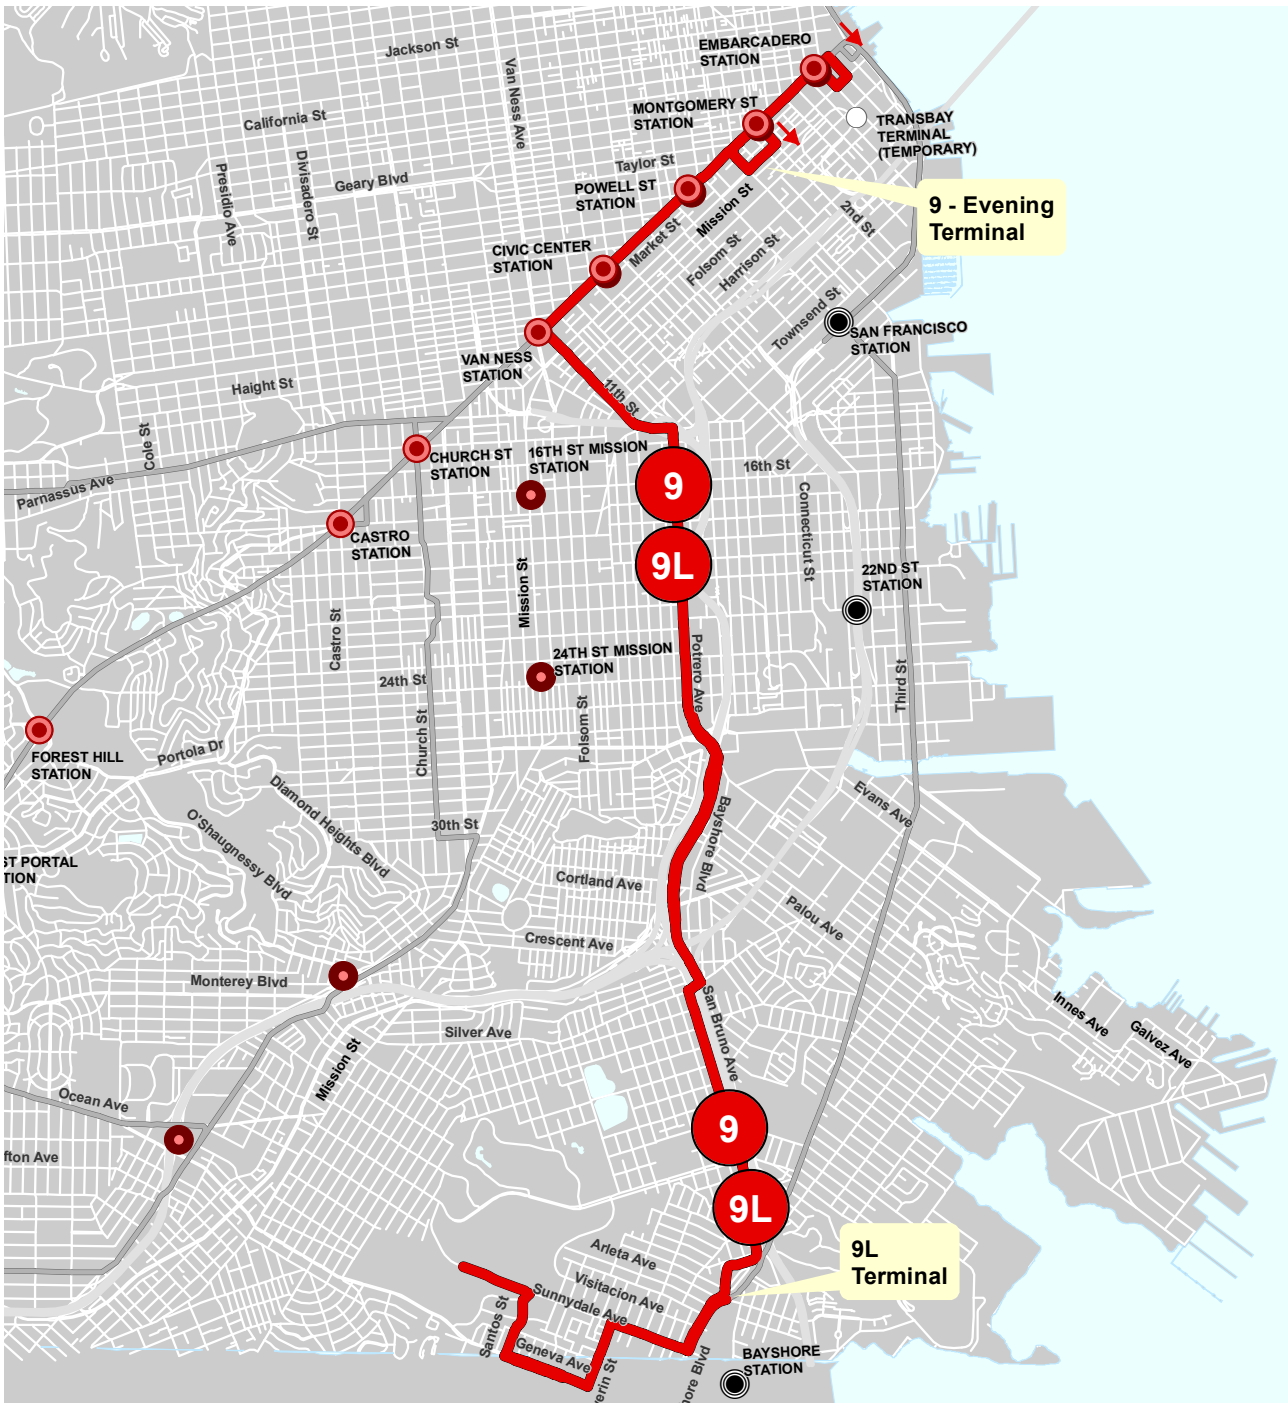 EMBARCADERO
STATION
Jackson St
Van Ness Ave
MONTGOMERY ST
STATION
California St
TRANSBAY
TERMINAL
(TEMPORARY)
Taylor St
Divisadero St
Presidio Ave
Geary Blvd
POWELL ST
STATION
Mission St
9 - Evening
Terminal
2nd St
Market St
Folsom St
Harrison St
CIVIC CENTER
STATION
Townsend St
SAN FRANCISCO
STATION
VAN NESS
STATION
Haight St
11th St
Cole St
CHURCH ST
STATION
16TH ST MISSION
STATION
16th St
Parnassus Ave
9
Connecticut St
CASTRO
STATION
9L
22ND ST
STATION
Mission St
Castro St
24TH ST MISSION
STATION
Potrero Ave
24th St
Third St
Church St
Folsom St
FOREST HILL
STATION
Portola Dr
Diamond Heights Blvd
O'Shaugnessy Blvd
30th St
Bayshore Blvd
Evans Ave
ST PORTAL
TION
Cortland Ave
Palou Ave
Crescent Ave
Monterey Blvd
San Bruno Ave
Innes Ave
Galvez Ave
Silver Ave
Mission St
Ocean Ave
fton Ave
9
9L
Arleta Ave
9L
Terminal
Visitacion Ave
Sunnydale Ave
Santos St
Geneva Ave
BAYSHORE
STATION
verin St
hore Blvd